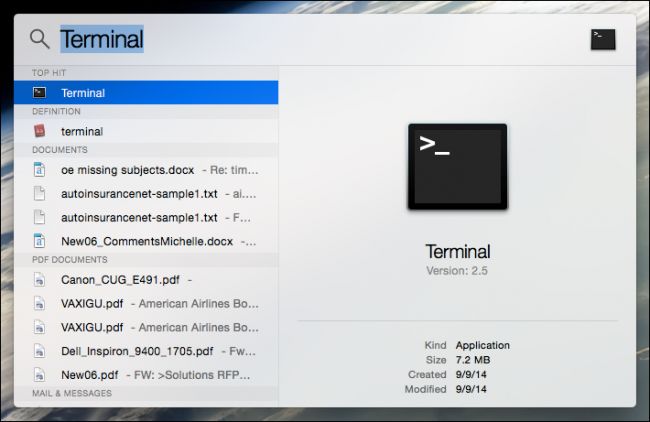 Terminal
TOP HIT
Terminal
DEFINITION
terminal
DOCUMENTS
oe missing subjects.docx - Re: tim...
autoinsurancenet-sample1.txt - ai....
autoinsurancenet-sample1.txt - F...
New06_CommentsMichelle.docx - ...
PDF DOCUMENTS
Canon_CUG_E491.pdf -
VAXIGU.pdf - American Airlines Bo...
VAXIGU.pdf - American Airlines Bo...
Dell_Inspiron_9400_1705.pdf - Fw...
New06.pdf - FW: >Solutions RFP...
MAIL & MESSAGES
>_
Terminal
Version: 2.5
Kind Application
Size 7.2 MB
Created 9/9/14
Modified 9/9/14